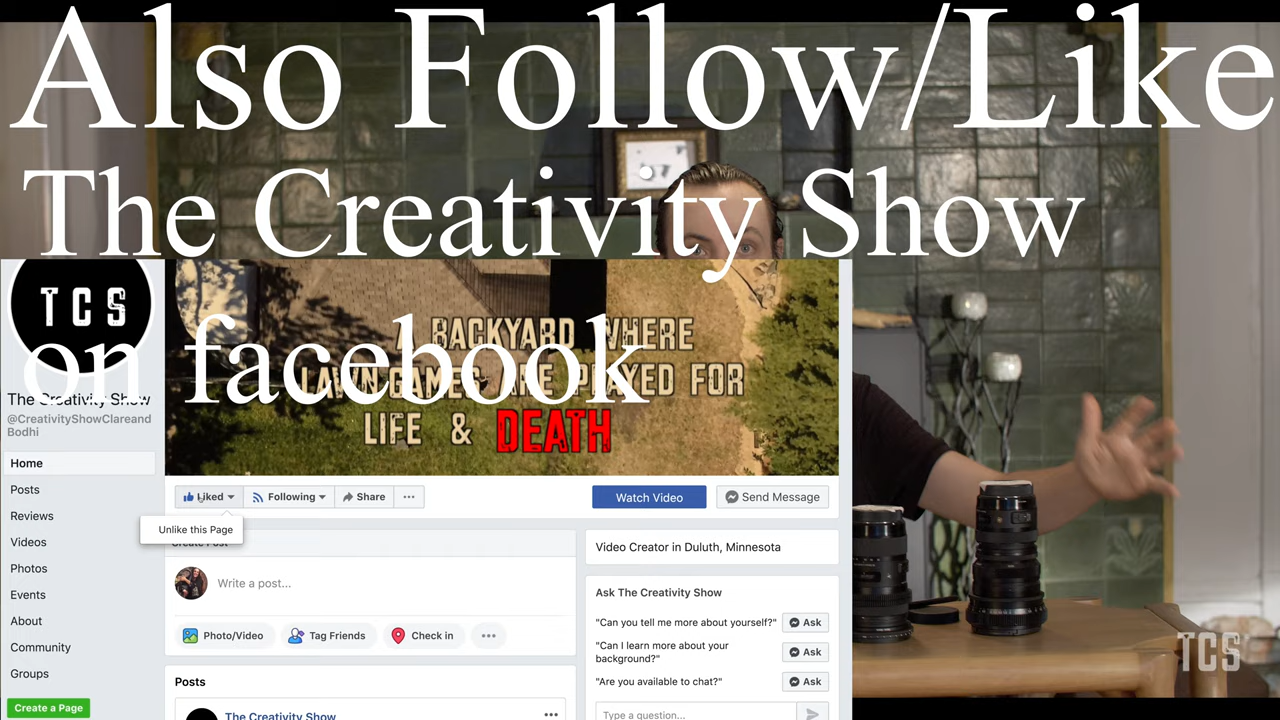 Also Follow/Like
The Creativity Show
on facebook
TCS
A BACKYARD WHERE
LAWN GAMES ARE PLAYED FOR
LIFE & DEATH
The Creativity Show
@CreativityShowClareand
Bodhi
Home
Posts
Reviews
Videos
Photos
Events
About
Community
Groups
Create a Page
Liked
Following
Share
Watch Video
Send Message
Unlike this Page
Create Post
Write a post...
Photo/Video
Tag Friends
Check in
Posts
The Creativity Show
Video Creator in Duluth, Minnesota
Ask The Creativity Show
"Can you tell me more about yourself?" Ask
"Can I learn more about your
background?" Ask
"Are you available to chat?" Ask
Type a question...
TCS